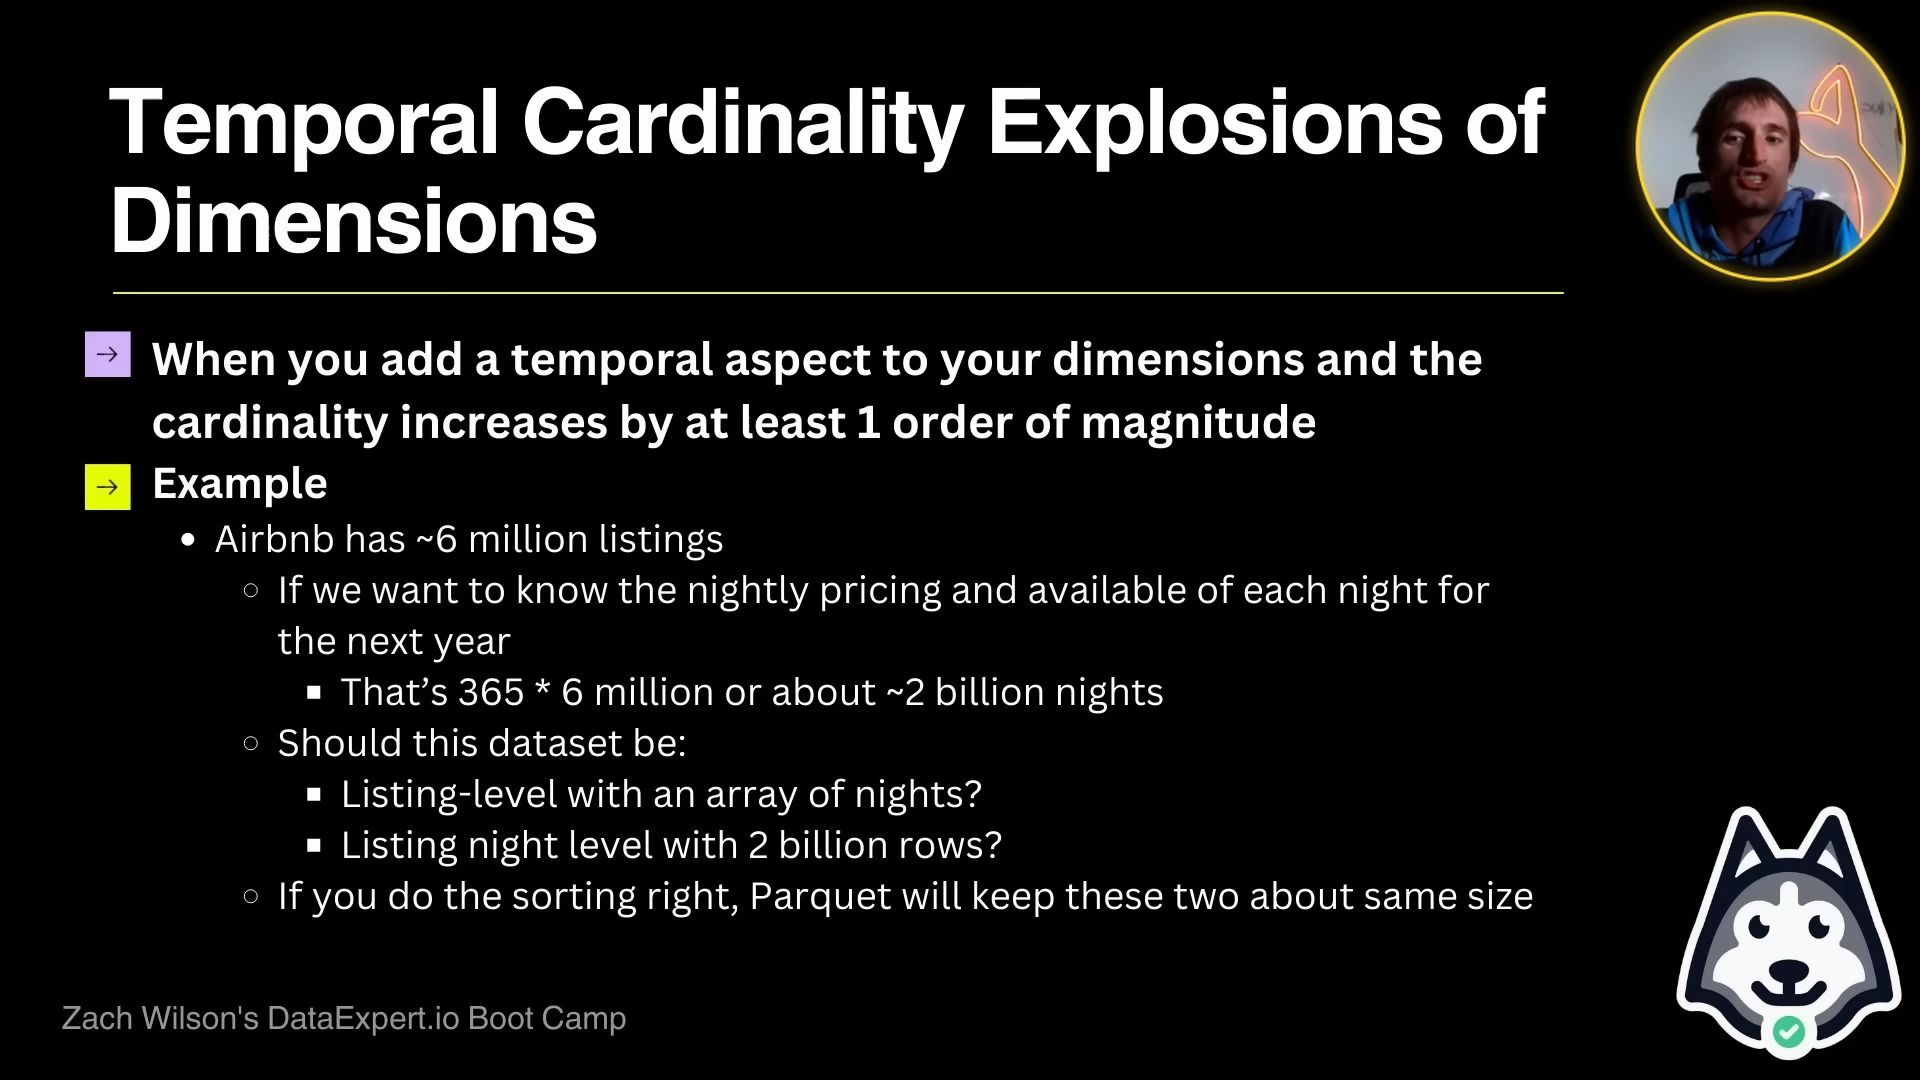 Temporal Cardinality Explosions of
Dimensions
When you add a temporal aspect to your dimensions and the
cardinality increases by at least 1 order of magnitude
Example
Airbnb has ~6 million listings
If we want to know the nightly pricing and available of each night for
the next year
That’s 365 * 6 million or about ~2 billion nights
Should this dataset be:
Listing-level with an array of nights?
Listing night level with 2 billion rows?
If you do the sorting right, Parquet will keep these two about same size
Zach Wilson's DataExpert.io Boot Camp